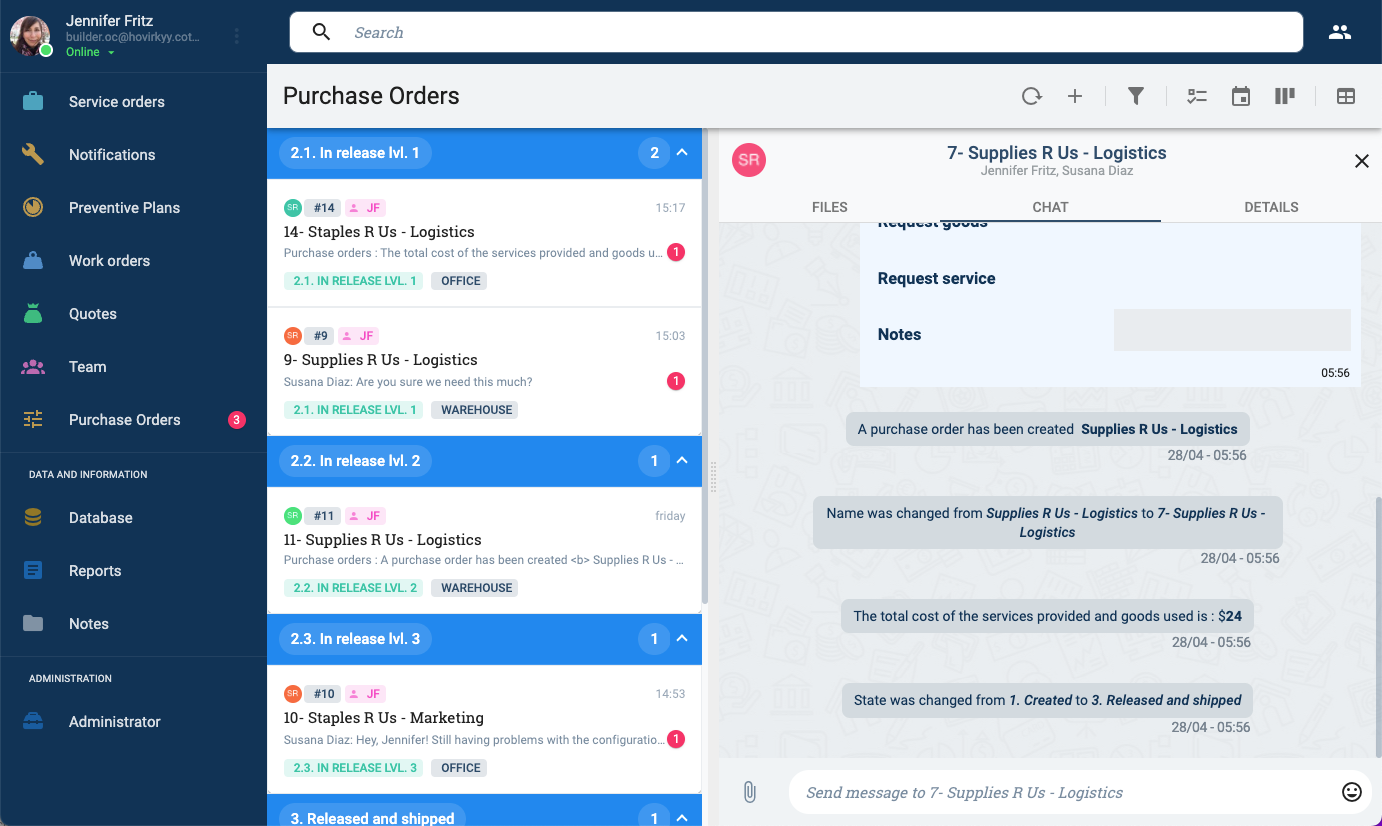 Jennifer Fritz
builder.oc@hovirkyy.cot...
Online
Search
Service orders
Notifications
Preventive Plans
Work orders
Quotes
Team
Purchase Orders
3
DATA AND INFORMATION
Database
Reports
Notes
ADMINISTRATION
Administrator
Purchase Orders
2.1. In release lvl. 1
2
SR #14 JF 15:17
14- Staples R Us - Logistics
Purchase orders : The total cost of the services provided and goods u...
1
2.1. IN RELEASE LVL. 1 OFFICE
SR #9 JF 15:03
9- Supplies R Us - Logistics
Susana Diaz: Are you sure we need this much?
1
2.1. IN RELEASE LVL. 1 WAREHOUSE
2.2. In release lvl. 2
1
SR #11 JF friday
11- Supplies R Us - Logistics
Purchase orders : A purchase order has been created <b> Supplies R Us - ...
2.2. IN RELEASE LVL. 2 WAREHOUSE
2.3. In release lvl. 3
1
SR #10 JF 14:53
10- Staples R Us - Marketing
Susana Diaz: Hey, Jennifer! Still having problems with the configuratio...
1
2.3. IN RELEASE LVL. 3 OFFICE
3. Released and shipped
1
SR
7- Supplies R Us - Logistics
Jennifer Fritz, Susana Diaz
FILES CHAT DETAILS
Request goods
Request service
Notes
05:56
A purchase order has been created Supplies R Us - Logistics
28/04 - 05:56
Name was changed from Supplies R Us - Logistics to 7- Supplies R Us -
Logistics
28/04 - 05:56
The total cost of the services provided and goods used is : $24
28/04 - 05:56
State was changed from 1. Created to 3. Released and shipped
28/04 - 05:56
Send message to 7- Supplies R Us - Logistics